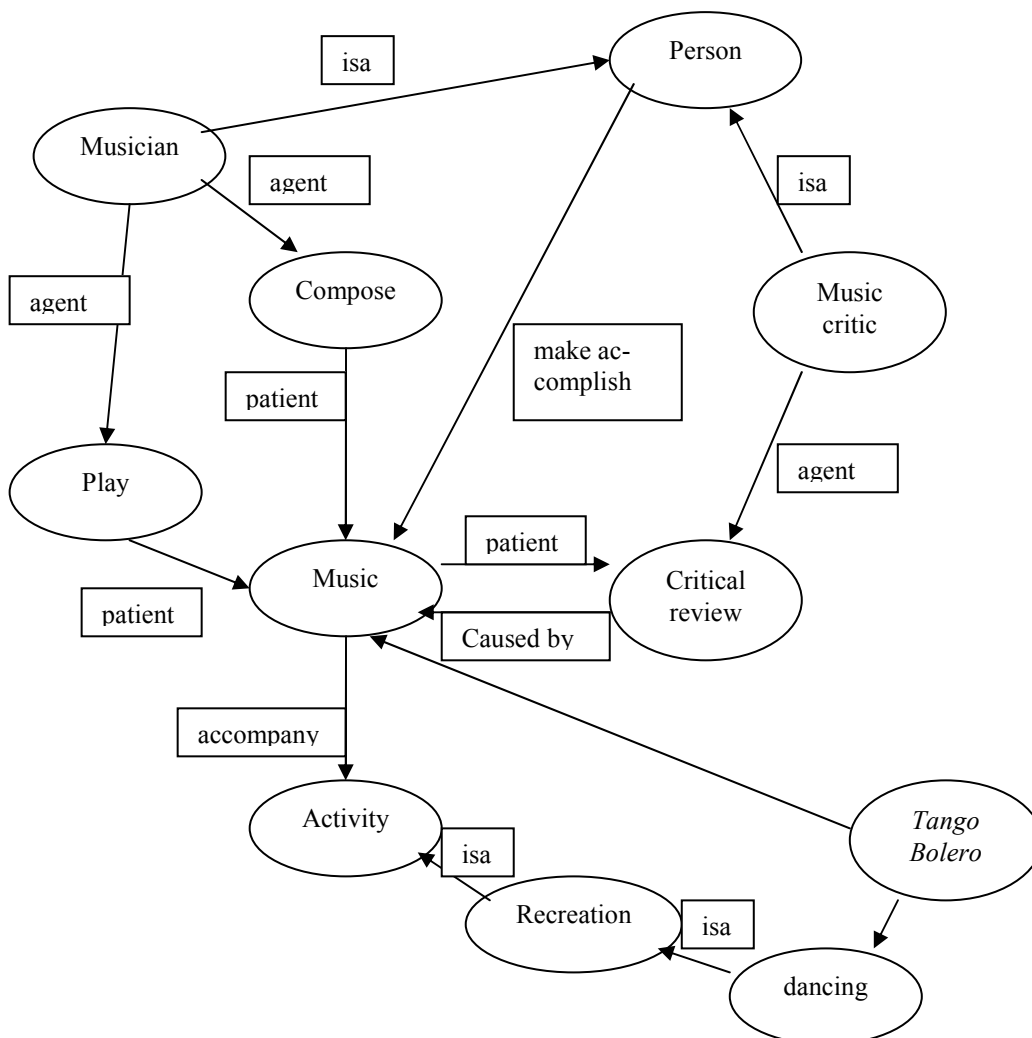 Person
isa
Musician
agent
isa
Compose
agent
Music
critic
make ac-
complish
patient
agent
Play
patient
Music
Critical
review
patient
Caused by
accompany
Activity
Tango
Bolero
isa
Recreation
isa
dancing